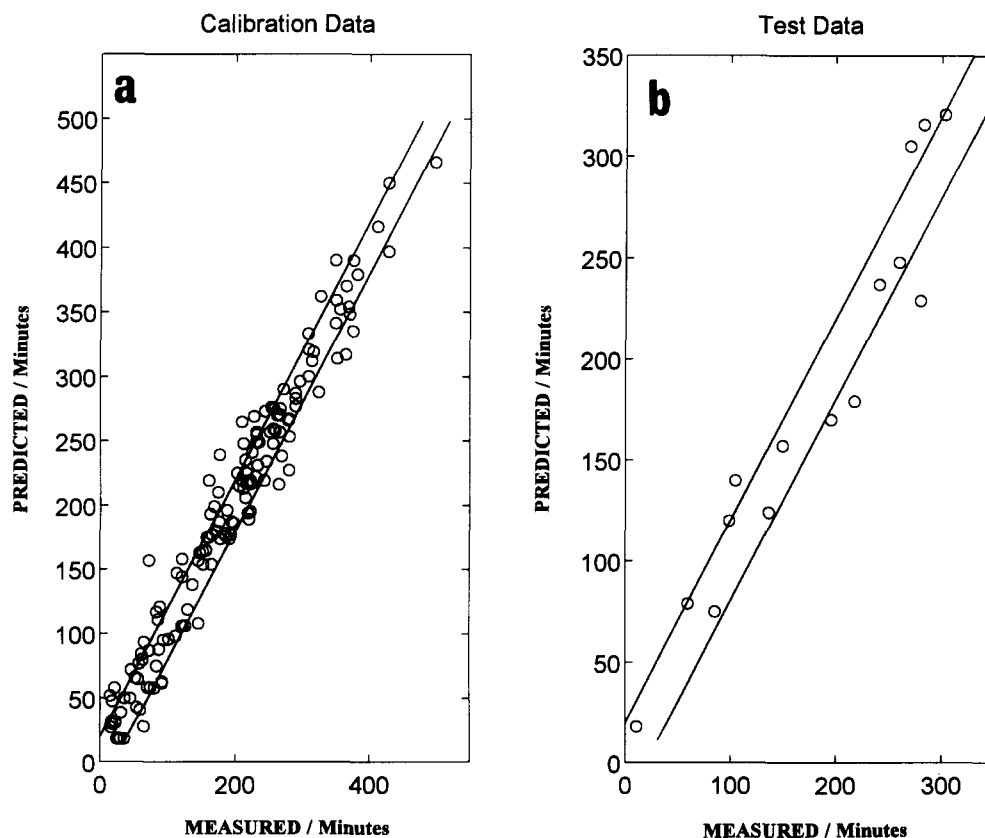 Calibration Data
a
500
450
400
350
300
250
200
150
100
50
0
0 200 400
PREDICTED / Minutes
MEASURED / Minutes
Test Data
b
350
300
250
200
150
100
50
0
0 100 200 300
PREDICTED / Minutes
MEASURED / Minutes